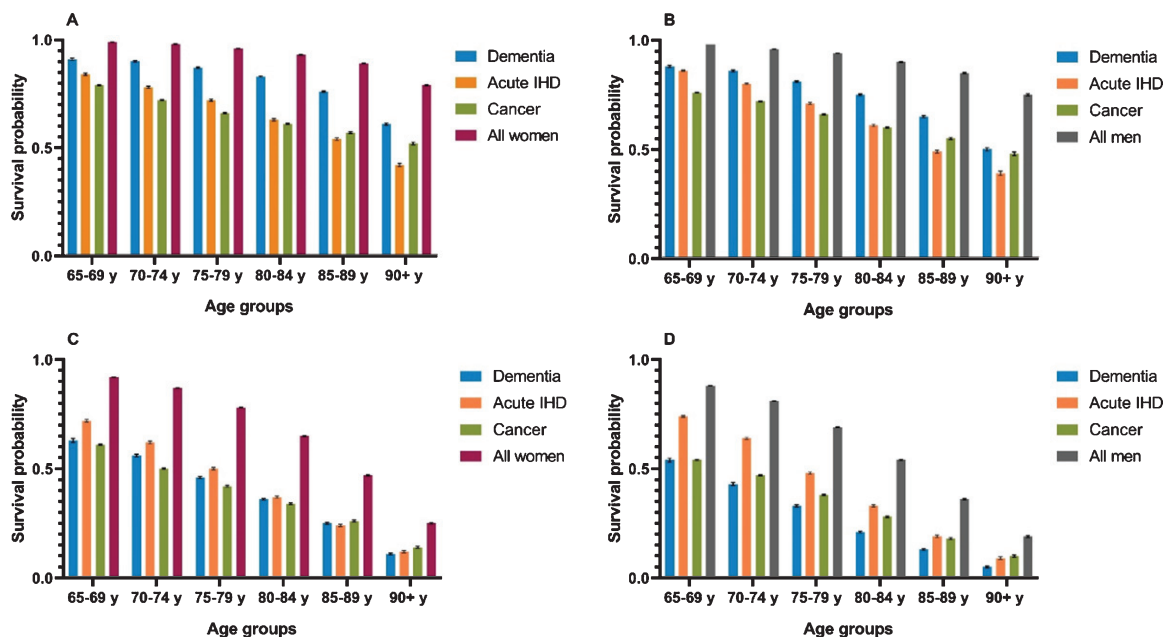 A
Survival probability
1.0
0.5
0.0
65-69 y 70-74 y 75-79 y 80-84 y 85-89 y 90+ y
Age groups
Dementia
Acute IHD
Cancer
All women
B
Survival probability
1.0
0.5
0.0
65-69 y 70-74 y 75-79 y 80-84 y 85-89 y 90+ y
Age groups
Dementia
Acute IHD
Cancer
All men
C
Survival probability
1.0
0.5
0.0
65-69 y 70-74 y 75-79 y 80-84 y 85-89 y 90+ y
Age groups
Dementia
Acute IHD
Cancer
All women
D
Survival probability
1.0
0.5
0.0
65-69 y 70-74 y 75-79 y 80-84 y 85-89 y 90+ y
Age groups
Dementia
Acute IHD
Cancer
All men